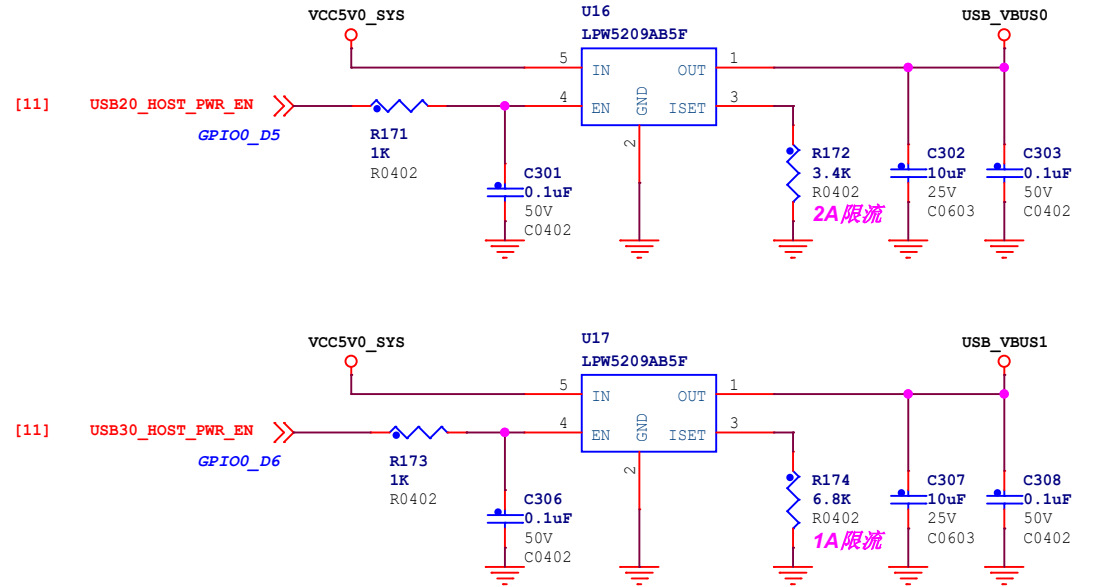 VCC5V0_SYS
U16
LPW5209AB5F
USB_VBUS0
5
IN
OUT
1
[11]
USB20_HOST_PWR_EN
4
EN
GND
ISET
3
GPIO0_D5
R171
1K
R0402
2
C301
0.1uF
50V
C0402
R172
3.4K
R0402
2A限流
C302
10uF
25V
C0603
C303
0.1uF
50V
C0402
VCC5V0_SYS
U17
LPW5209AB5F
USB_VBUS1
5
IN
OUT
1
[11]
USB30_HOST_PWR_EN
4
EN
GND
ISET
3
GPIO0_D6
R173
1K
R0402
2
C306
0.1uF
50V
C0402
R174
6.8K
R0402
1A限流
C307
10uF
25V
C0603
C308
0.1uF
50V
C0402